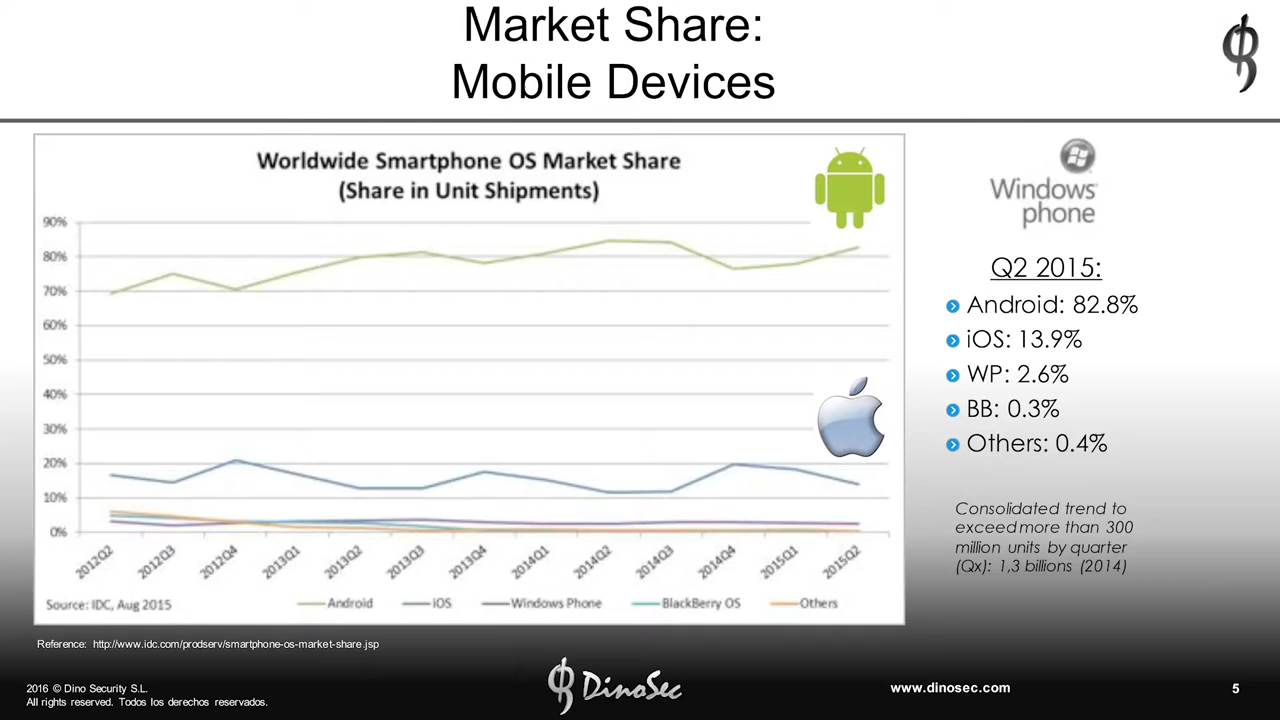 Market Share:
Mobile Devices
Worldwide Smartphone OS Market Share
(Share in Unit Shipments)
90%
80%
70%
60%
50%
40%
30%
20%
10%
0%
2012Q2
2012Q3
2012Q4
2013Q1
2013Q2
2013Q3
2013Q4
2014Q1
2014Q2
2014Q3
2014Q4
2015Q1
2015Q2
Source: IDC, Aug 2015
Android
iOS
Windows Phone
BlackBerry OS
Others
Windows
phone
Q2 2015:
Android: 82.8%
iOS: 13.9%
WP: 2.6%
BB: 0.3%
Others: 0.4%
Consolidated trend to
exceed more than 300
million units by quarter
(Qx): 1,3 billions (2014)
Reference: http://www.idc.com/prodserv/smartphone-os-market-share.jsp
2016 © Dino Security S.L.
All rights reserved. Todos los derechos reservados.
DinoSec
www.dinosec.com
5